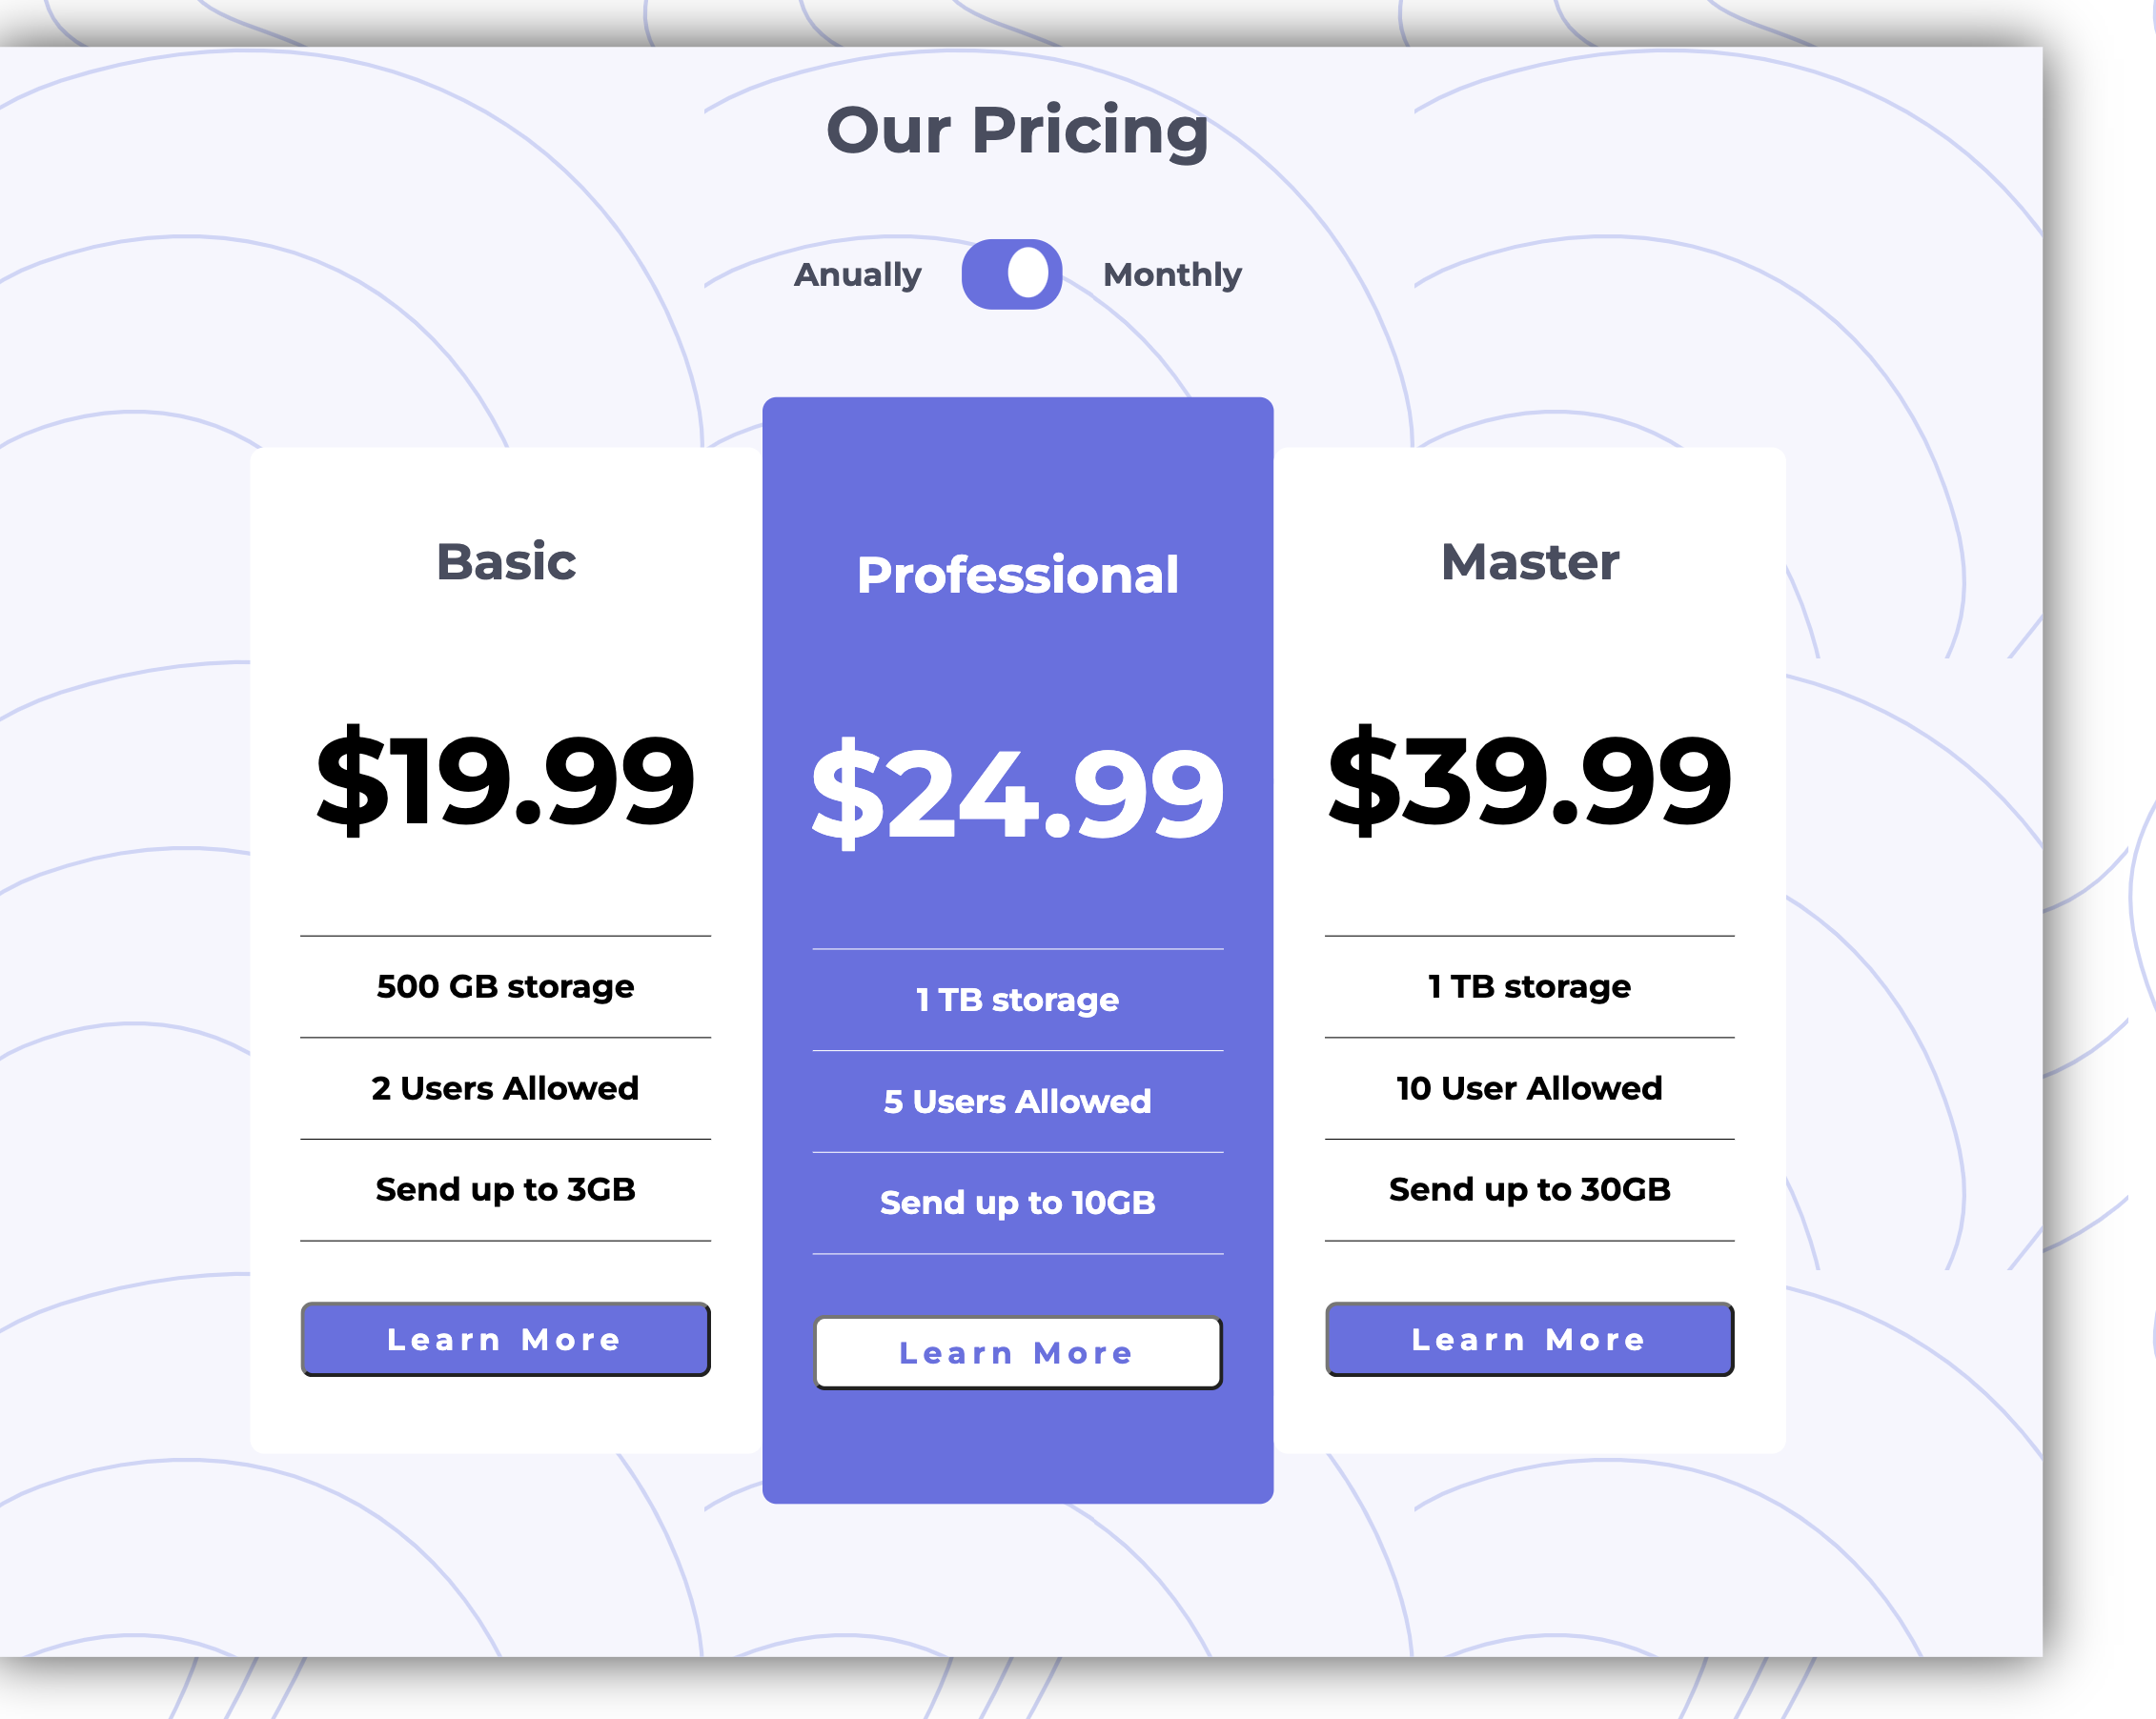 Our Pricing
Anually
Monthly
Basic
$19.99
500 GB storage
2 Users Allowed
Send up to 3GB
Learn More
Professional
$24.99
1 TB storage
5 Users Allowed
Send up to 10GB
Learn More
Master
$39.99
1 TB storage
10 User Allowed
Send up to 30GB
Learn More